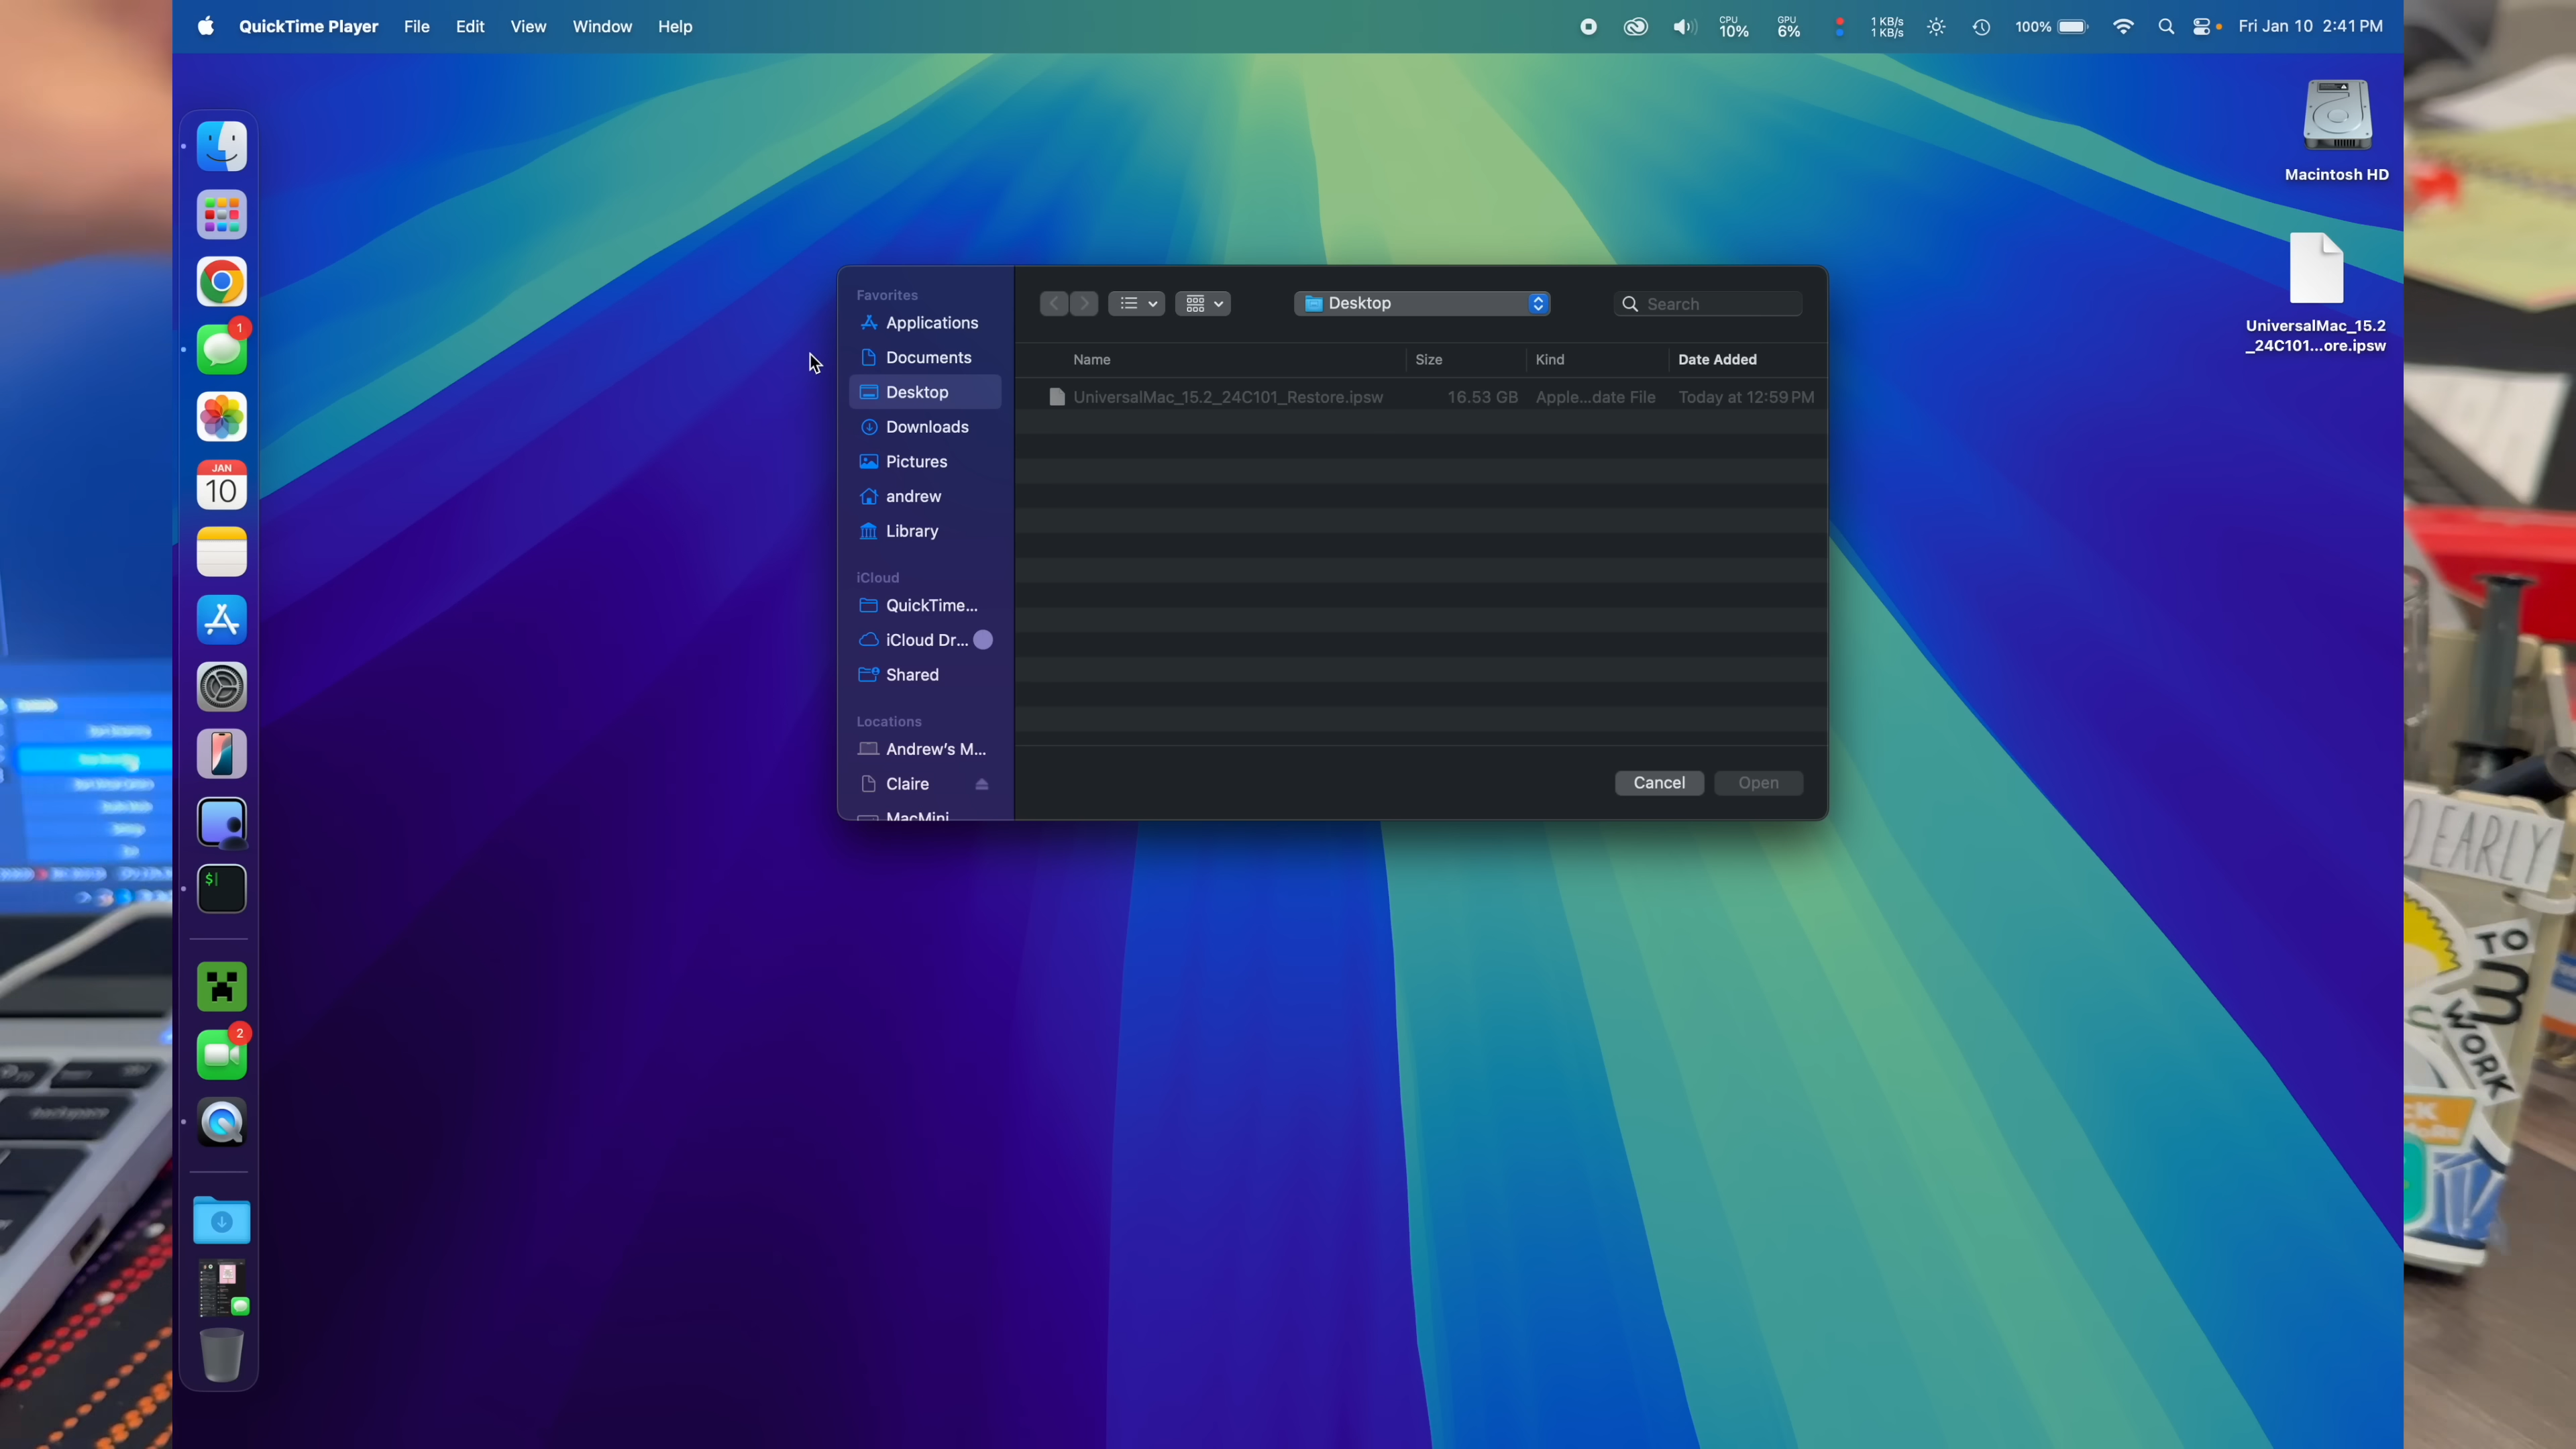 QuickTime Player File Edit View Window Help
CPU 10% GPU 6% 1 KB/s 1 KB/s 100% Fri Jan 10 2:41 PM
Macintosh HD
UniversalMac_15.2
_24C101...ore.ipsw
1
JAN
10
$
2
Favorites
Applications
Documents
Desktop
Downloads
Pictures
andrew
Library
iCloud
QuickTime...
iCloud Dr...
Shared
Locations
Andrew's M...
Claire
MacMini
Desktop
Search
Name Size Kind Date Added
UniversalMac_15.2_24C101_Restore.ipsw 16.53 GB Apple...date File Today at 12:59 PM
Cancel Open
backspace
EARLY
TO
WORK